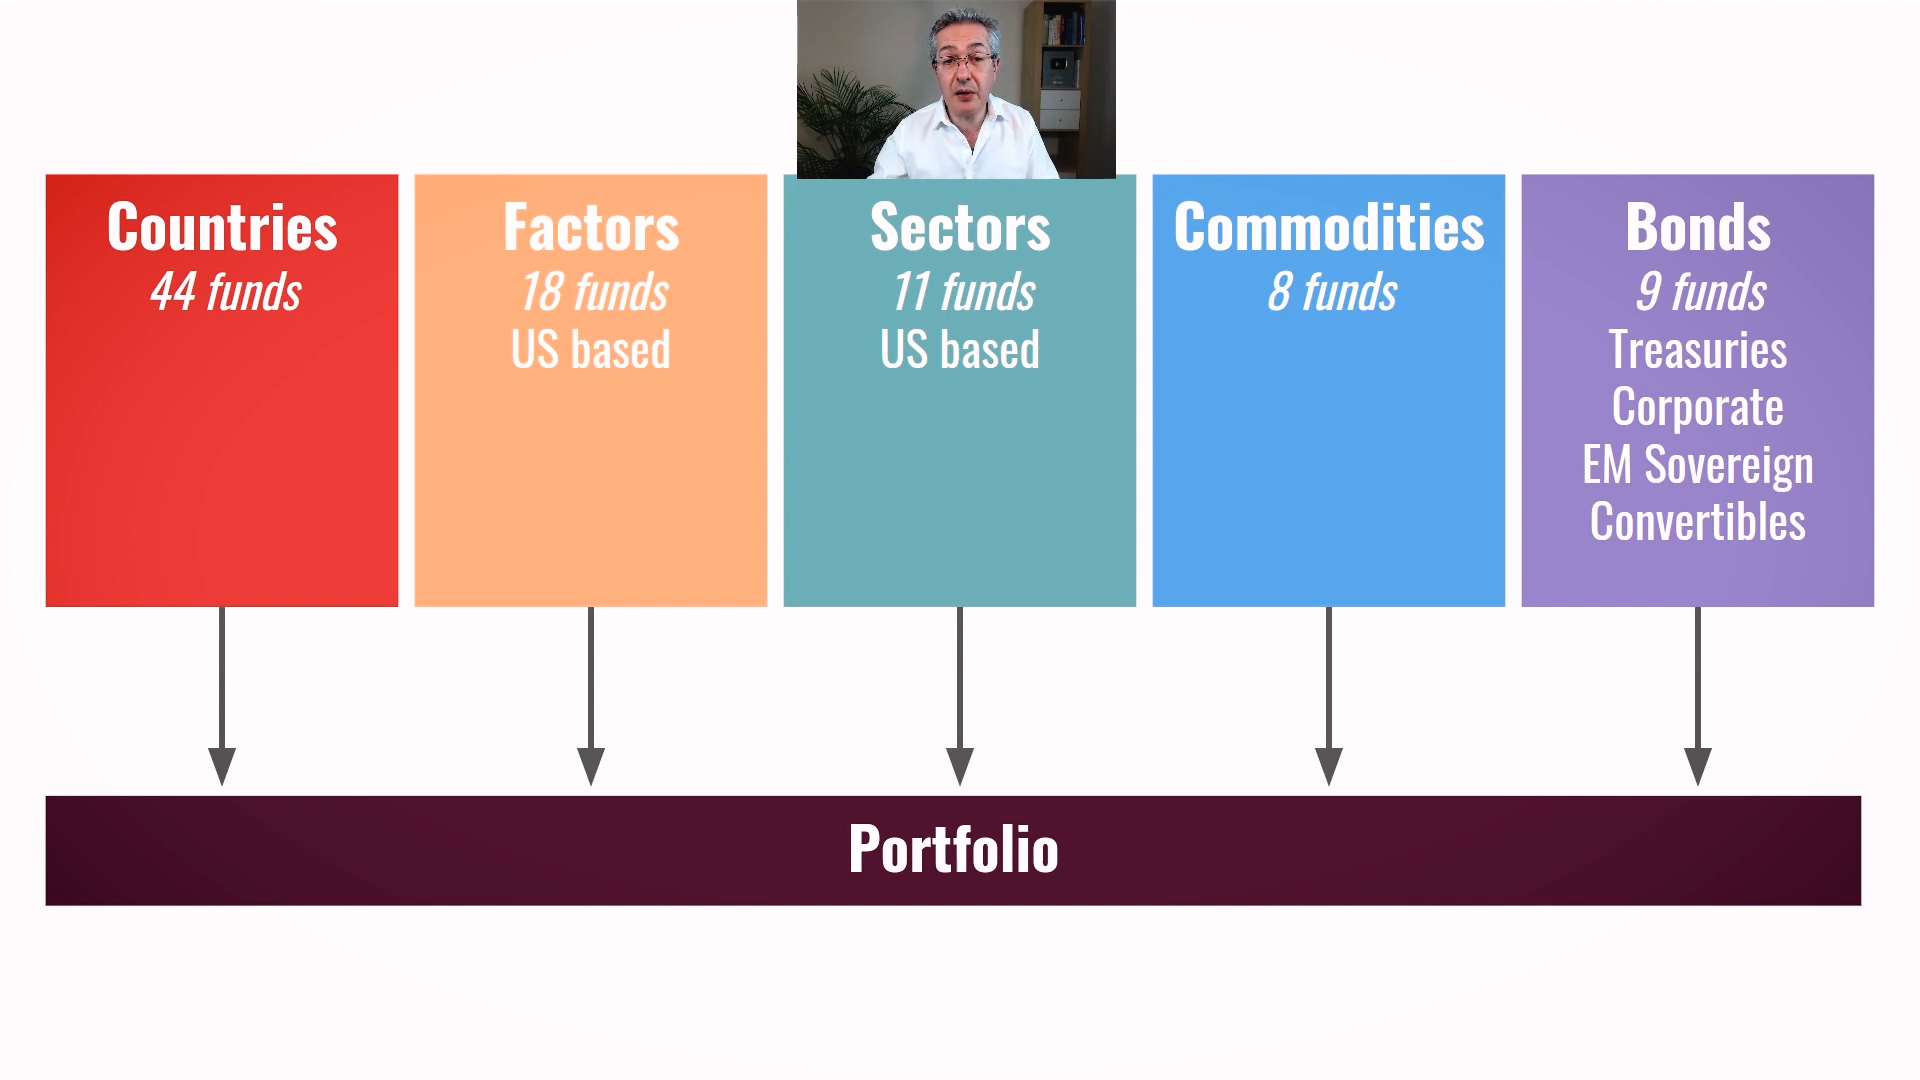 Countries
44 funds
Factors
18 funds
US based
Sectors
11 funds
US based
Commodities
8 funds
Bonds
9 funds
Treasuries
Corporate
EM Sovereign
Convertibles
Portfolio